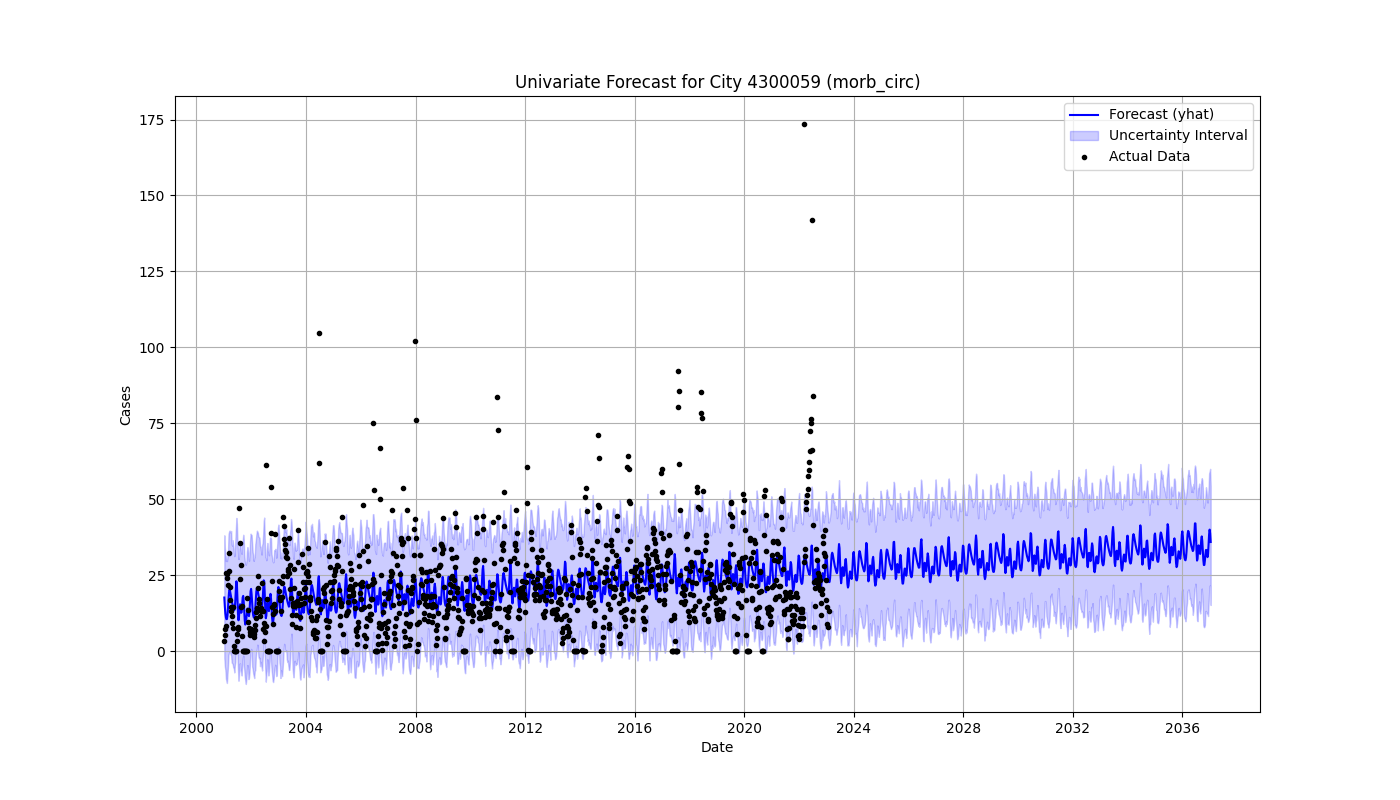 Univariate Forecast for City 4300059 (morb_circ)
Forecast (yhat)
Uncertainty Interval
Actual Data
Cases
175
150
125
100
75
50
25
0
2000 2004 2008 2012 2016 2020 2024 2028 2032 2036
Date